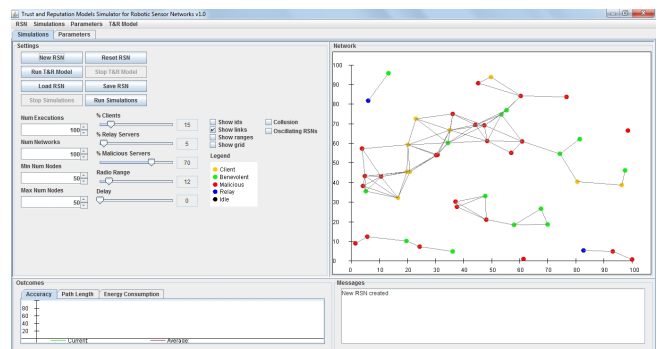 Trust and Reputation Models Simulator for Robotic Sensor Networks v1.0
RSN Simulations Parameters T&R Model
Simulations Parameters
Settings
New RSN Reset RSN
Run T&R Model Stop T&R Model
Load RSN Save RSN
Stop Simulations Run Simulations
Num Executions
100
Num Networks
100
Min Num Nodes
50
Max Num Nodes
50
% Clients
15
% Relay Servers
5
% Malicious Servers
70
Radio Range
12
Delay
0
Show ids
Show links
Show ranges
Show grid
Collusion
Oscillating RSNs
Legend
Client
Benevolent
Malicious
Relay
Idle
Network
100
90
80
70
60
50
40
30
20
10
0
0 10 20 30 40 50 60 70 80 90 100
Outcomes
Accuracy Path Length Energy Consumption
80
60
40
20
Current: Average:
Messages
New RSN created